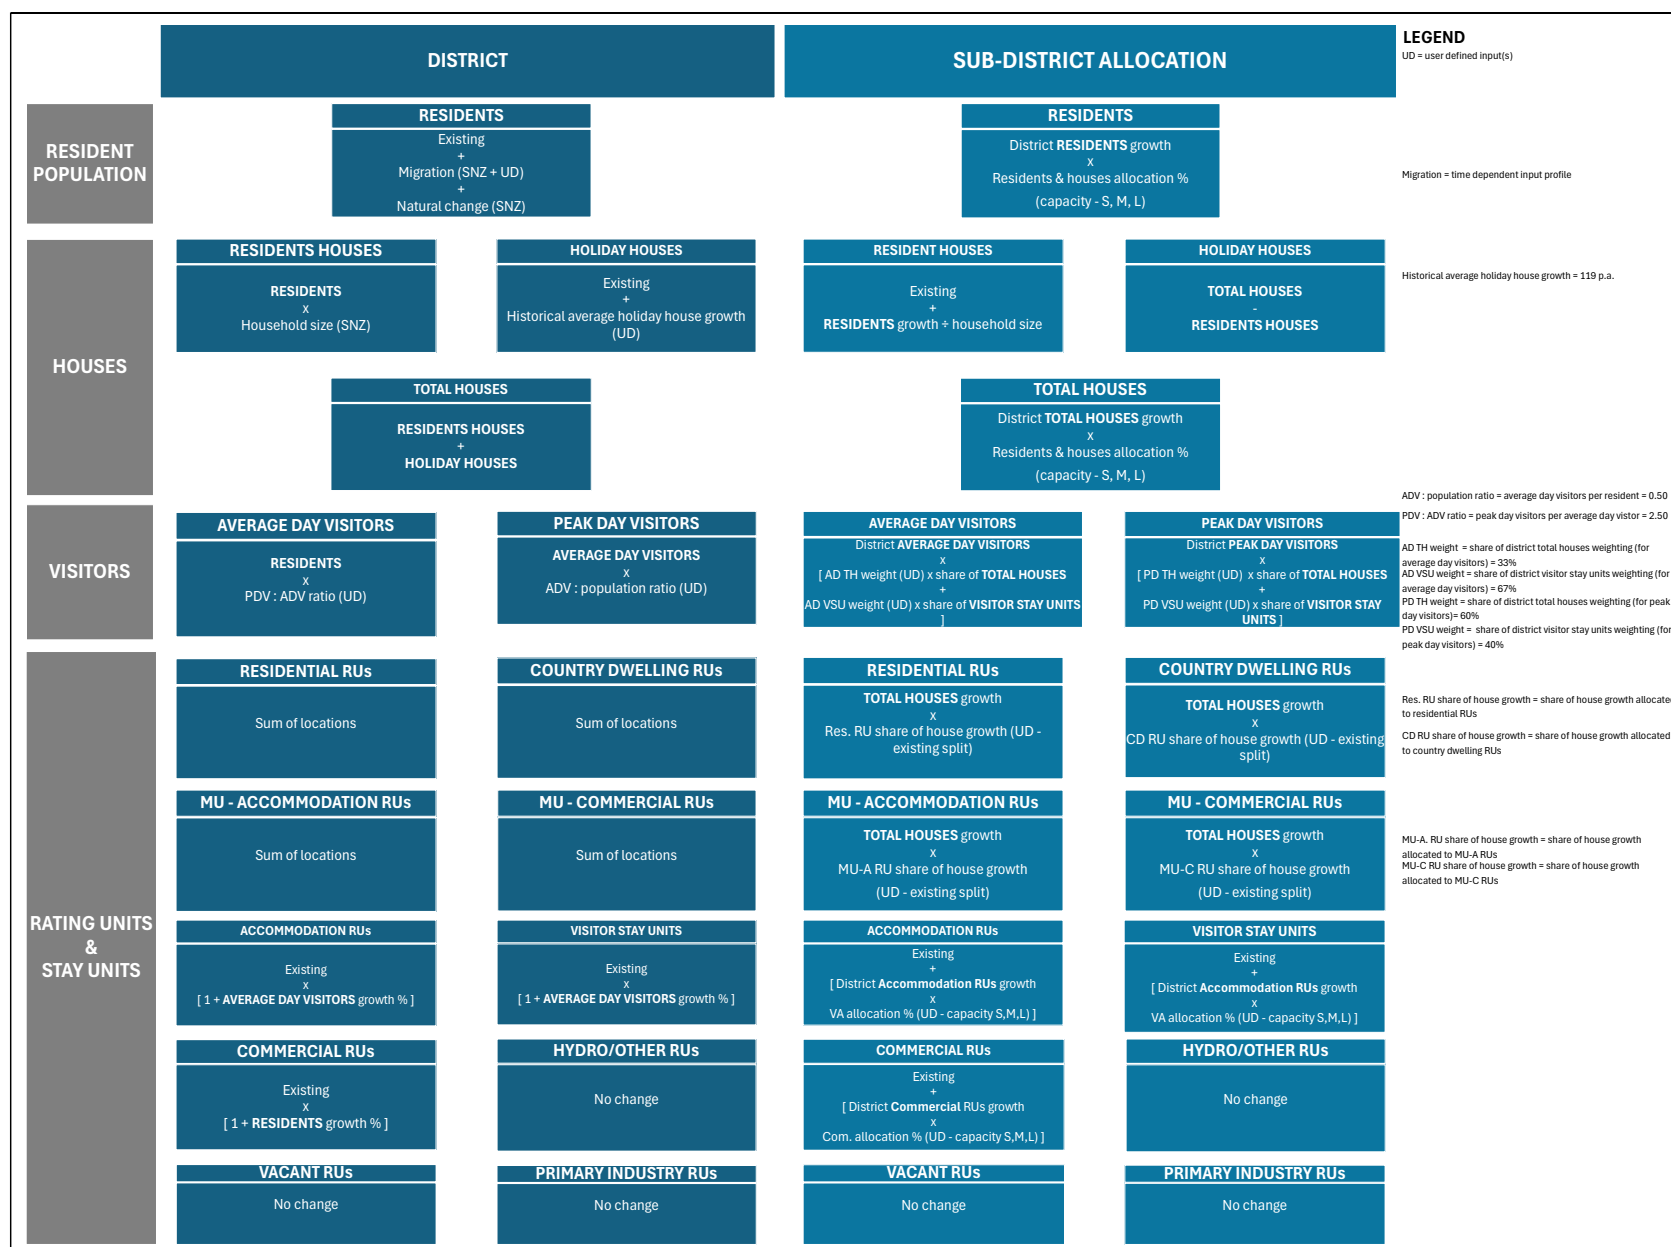 DISTRICT
SUB-DISTRICT ALLOCATION
LEGEND
UD = user defined input(s)
RESIDENT
POPULATION
RESIDENTS
Existing
+
Migration (SNZ + UD)
+
Natural change (SNZ)
RESIDENTS
District RESIDENTS growth
x
Residents & houses allocation %
(capacity - S, M, L)
Migration = time dependent input profile
HOUSES
RESIDENTS HOUSES
RESIDENTS
x
Household size (SNZ)
HOLIDAY HOUSES
Existing
+
Historical average holiday house growth
(UD)
RESIDENT HOUSES
Existing
+
RESIDENTS growth ÷ household size
HOLIDAY HOUSES
TOTAL HOUSES
-
RESIDENTS HOUSES
Historical average holiday house growth = 119 p.a.
TOTAL HOUSES
RESIDENTS HOUSES
+
HOLIDAY HOUSES
TOTAL HOUSES
District TOTAL HOUSES growth
x
Residents & houses allocation %
(capacity - S, M, L)
VISITORS
AVERAGE DAY VISITORS
RESIDENTS
x
PDV : ADV ratio (UD)
PEAK DAY VISITORS
AVERAGE DAY VISITORS
x
ADV : population ratio (UD)
AVERAGE DAY VISITORS
District AVERAGE DAY VISITORS
x
[ AD TH weight (UD) x share of TOTAL HOUSES
+
AD VSU weight (UD) x share of VISITOR STAY UNITS
]
PEAK DAY VISITORS
District PEAK DAY VISITORS
x
[ PD TH weight (UD) x share of TOTAL HOUSES
+
PD VSU weight (UD) x share of VISITOR STAY
UNITS ]
ADV : population ratio = average day visitors per resident = 0.50
PDV : ADV ratio = peak day visitors per average day vistor = 2.50
AD TH weight = share of district total houses weighting (for
average day visitors) = 33%
AD VSU weight = share of district visitor stay units weighting (for
average day visitors) = 67%
PD TH weight = share of district total houses weighting (for peak
day visitors)= 60%
PD VSU weight = share of district visitor stay units weighting (for
peak day visitors) = 40%
RATING UNITS
&
STAY UNITS
RESIDENTIAL RUs
Sum of locations
COUNTRY DWELLING RUs
Sum of locations
RESIDENTIAL RUs
TOTAL HOUSES growth
x
Res. RU share of house growth (UD -
existing split)
COUNTRY DWELLING RUs
TOTAL HOUSES growth
x
CD RU share of house growth (UD - existing
split)
Res. RU share of house growth = share of house growth allocated
to residential RUs
CD RU share of house growth = share of house growth allocated
to country dwelling RUs
MU - ACCOMMODATION RUs
Sum of locations
MU - COMMERCIAL RUs
Sum of locations
MU - ACCOMMODATION RUs
TOTAL HOUSES growth
x
MU-A RU share of house growth
(UD - existing split)
MU - COMMERCIAL RUs
TOTAL HOUSES growth
x
MU-C RU share of house growth
(UD - existing split)
MU-A. RU share of house growth = share of house growth
allocated to MU-A RUs
MU-C RU share of house growth = share of house growth
allocated to MU-C RUs
ACCOMMODATION RUs
Existing
x
[ 1 + AVERAGE DAY VISITORS growth % ]
VISITOR STAY UNITS
Existing
x
[ 1 + AVERAGE DAY VISITORS growth % ]
ACCOMMODATION RUs
Existing
+
[ District Accommodation RUs growth
x
VA allocation % (UD - capacity S,M,L) ]
VISITOR STAY UNITS
Existing
+
[ District Accommodation RUs growth
x
VA allocation % (UD - capacity S,M,L) ]
COMMERCIAL RUs
Existing
x
[ 1 + RESIDENTS growth % ]
HYDRO/OTHER RUs
No change
COMMERCIAL RUs
Existing
+
[ District Commercial RUs growth
x
Com. allocation % (UD - capacity S,M,L) ]
HYDRO/OTHER RUs
No change
VACANT RUs
No change
PRIMARY INDUSTRY RUs
No change
VACANT RUs
No change
PRIMARY INDUSTRY RUs
No change